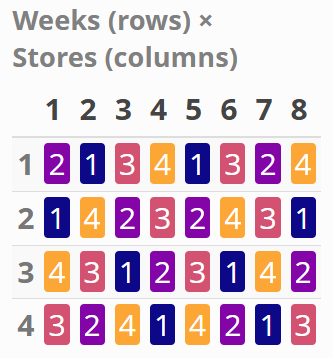 Weeks (rows) ×
Stores (columns)
1 2 3 4 5 6 7 8
1 2 1 3 4 1 3 2 4
2 1 4 2 3 2 4 3 1
3 4 3 1 2 3 1 4 2
4 3 2 4 1 4 2 1 3